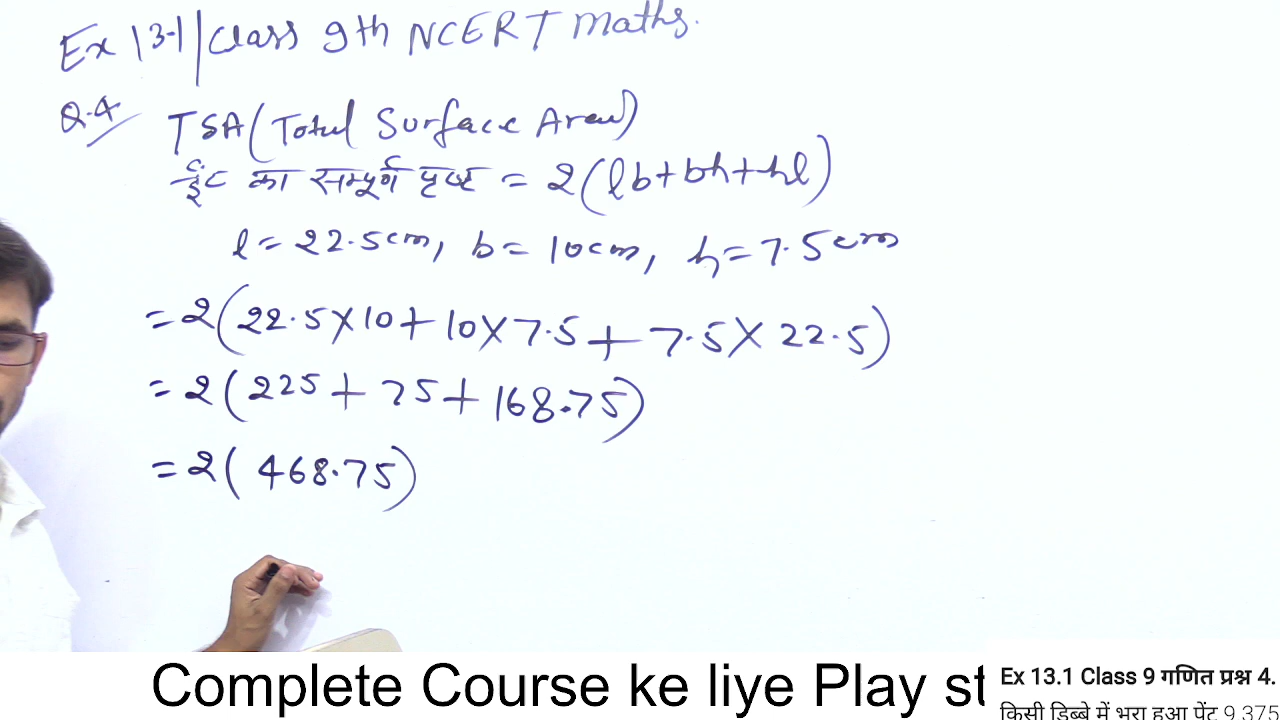 Ex 13.1 | Class 9th NCERT Maths.
Q.4 TSA (Total Surface Area)
ईंट का सम्पूर्ण पृष्ठ = 2(lb+bh+hl)
l = 22.5cm, b = 10cm, h = 7.5cm
= 2(22.5×10 + 10×7.5 + 7.5×22.5)
= 2(225 + 75 + 168.75)
= 2(468.75)
Complete Course ke liye Play st
Ex 13.1 Class 9 गणित प्रश्न 4.
किसी डिब्बे में भरा हुआ पेंट 9.375